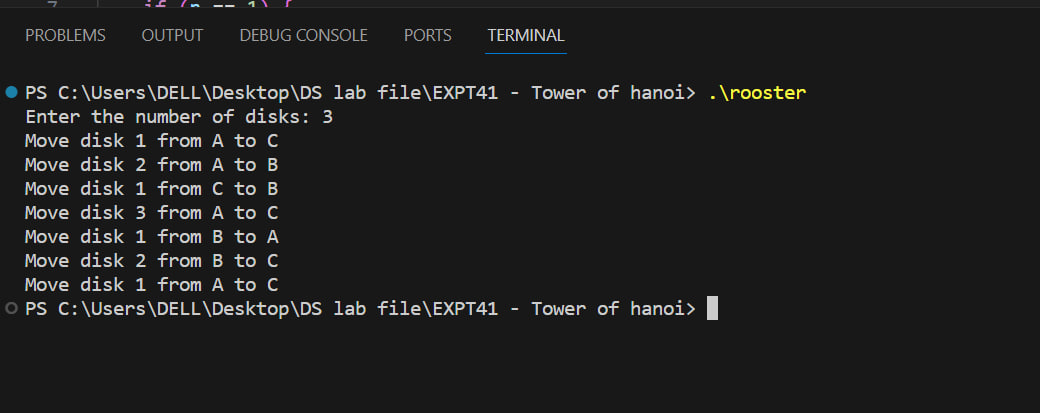 7 if (n == 1) {
PROBLEMS OUTPUT DEBUG CONSOLE PORTS TERMINAL
PS C:\Users\DELL\Desktop\DS lab file\EXPT41 - Tower of hanoi> .\rooster
Enter the number of disks: 3
Move disk 1 from A to C
Move disk 2 from A to B
Move disk 1 from C to B
Move disk 3 from A to C
Move disk 1 from B to A
Move disk 2 from B to C
Move disk 1 from A to C
PS C:\Users\DELL\Desktop\DS lab file\EXPT41 - Tower of hanoi>